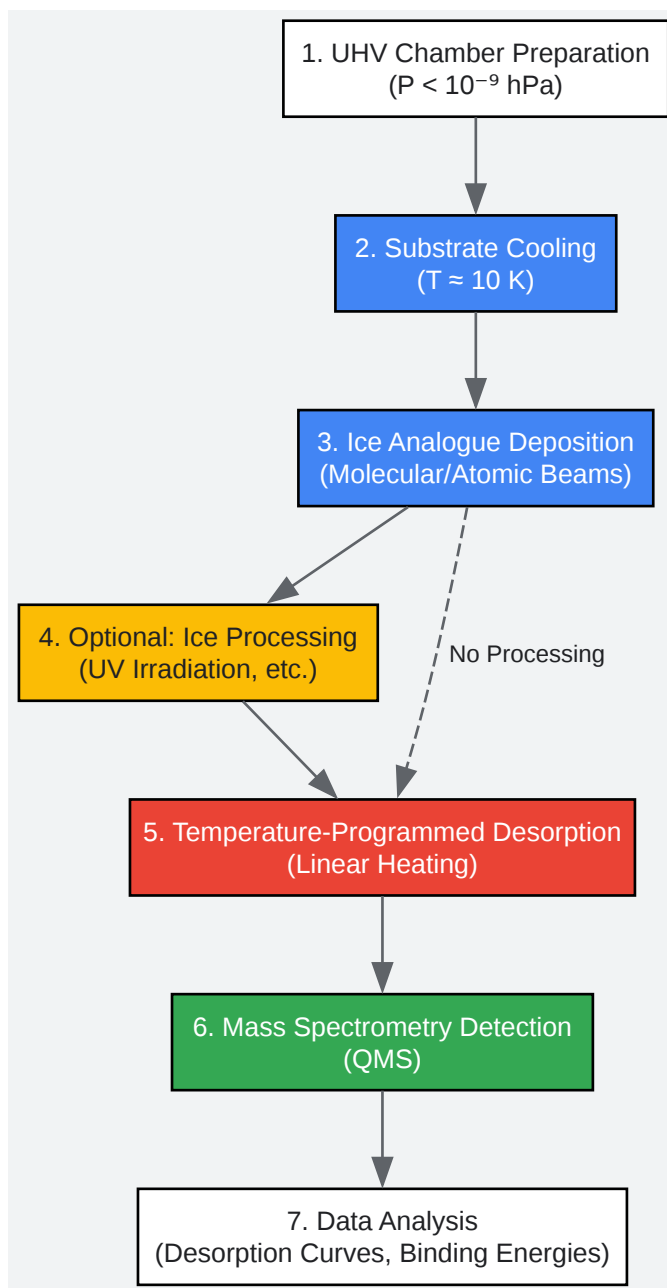 1. UHV Chamber Preparation
(P < 10⁻⁹ hPa)
2. Substrate Cooling
(T ≈ 10 K)
3. Ice Analogue Deposition
(Molecular/Atomic Beams)
4. Optional: Ice Processing
(UV Irradiation, etc.)
No Processing
5. Temperature-Programmed Desorption
(Linear Heating)
6. Mass Spectrometry Detection
(QMS)
7. Data Analysis
(Desorption Curves, Binding Energies)